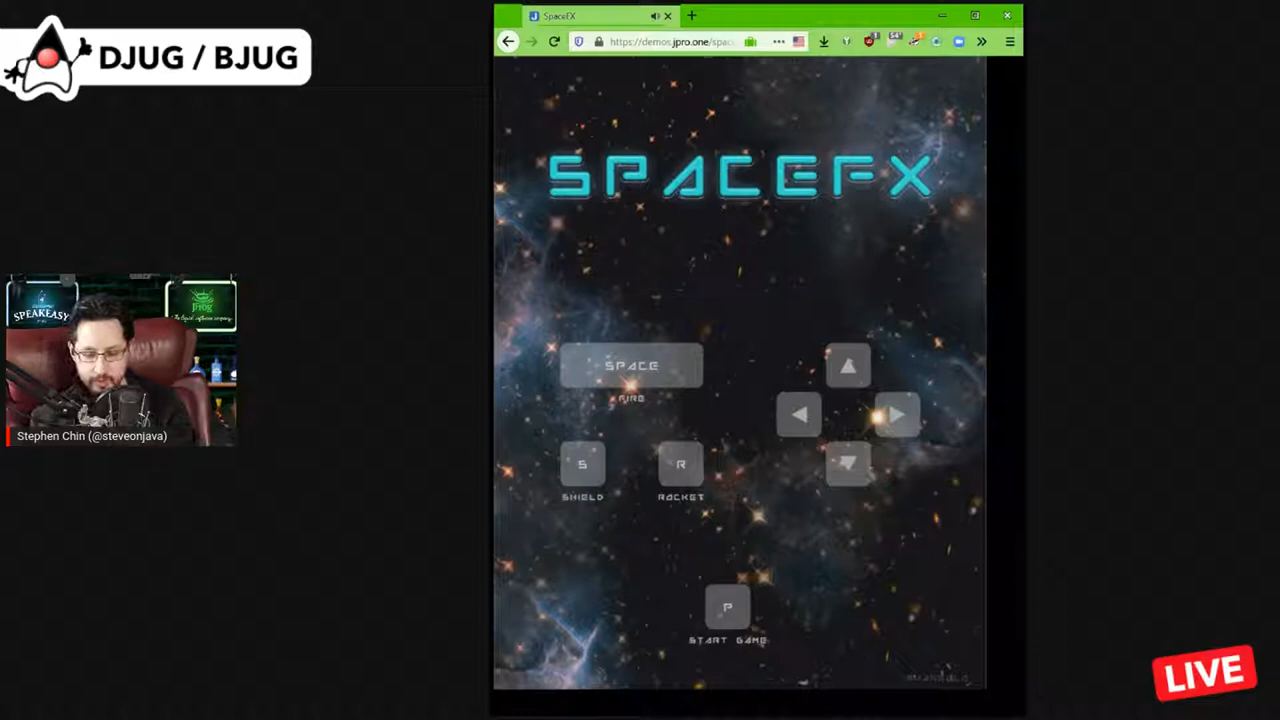 DJUG / BJUG
SpaceFX
https://demos.jpro.one/spac
SPACEFX
SPACE
FIRE
S
R
SHIELD
ROCKET
P
START GAME
SPEAKEASY
JFrog
Stephen Chin (@steveonjava)
LIVE